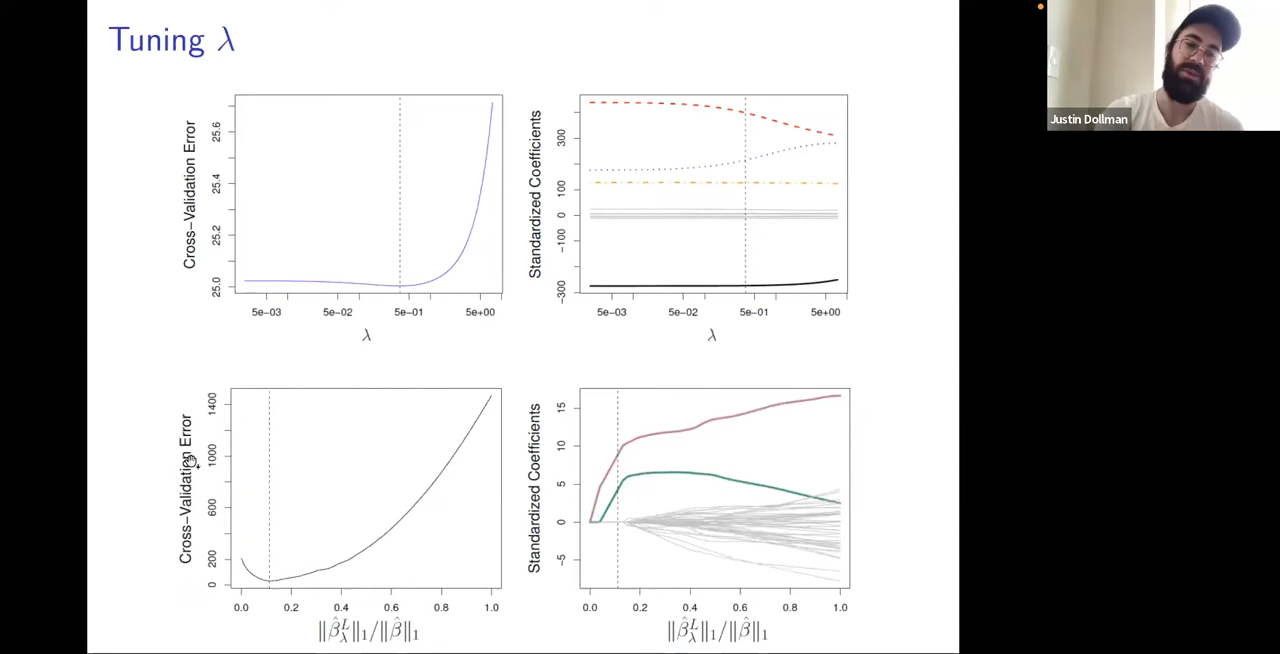 Tuning λ
Justin Dollman
Cross−Validation Error
25.0 25.2 25.4 25.6
5e−03 5e−02 5e−01 5e+00
λ
Standardized Coefficients
−300 −100 0 100 300
5e−03 5e−02 5e−01 5e+00
λ
Cross−Validation Error
0 200 600 1000 1400
0.0 0.2 0.4 0.6 0.8 1.0
‖β̂λᴸ‖₁/‖β̂‖₁
Standardized Coefficients
−5 0 5 10 15
0.0 0.2 0.4 0.6 0.8 1.0
‖β̂λᴸ‖₁/‖β̂‖₁